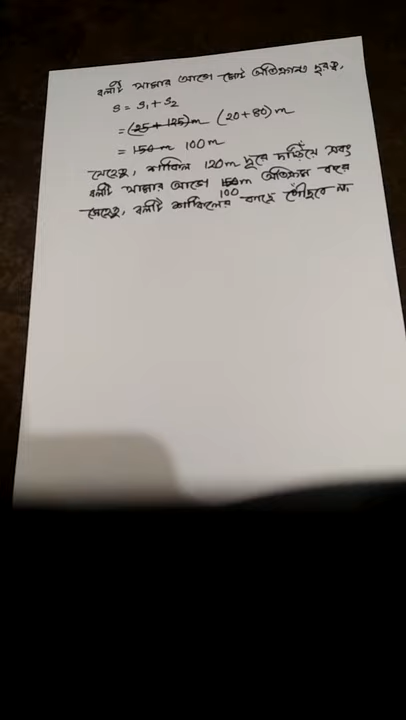 বলটি থামার আগে মোট অতিক্রান্ত দূরত্ব,
S = S₁ + S₂
= (25 + 125)m (20 + 80) m
= 150 m 100 m
যেহেতু, শাকিল 120 m দূরে দাড়িয়ে এবং
বলটি থামার আগে 150m 100 অতিক্রম করে
সেহেতু, বলটি শাকিলের কাছে পৌঁছবে না